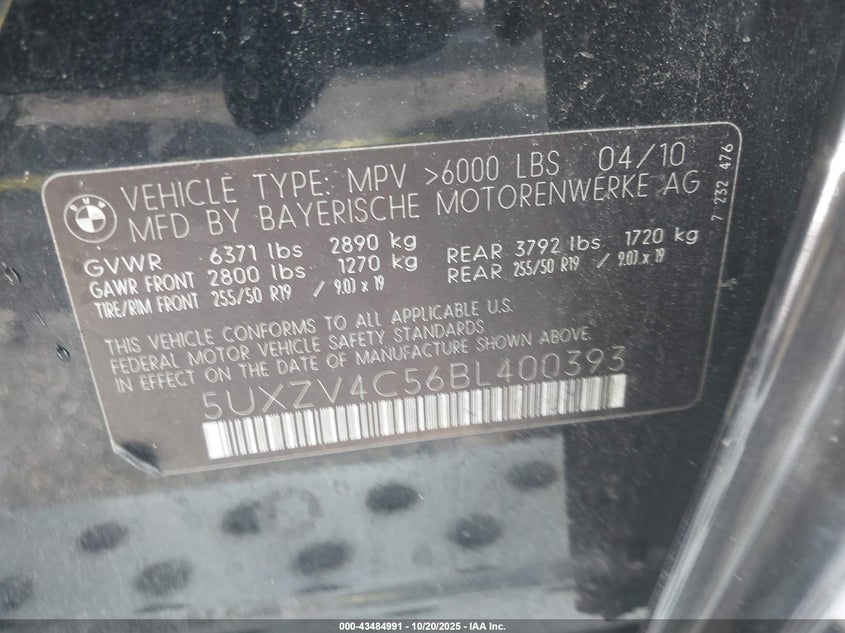 BMW
VEHICLE TYPE: MPV >6000 LBS 04/10
MFD BY BAYERISCHE MOTORENWERKE AG
GVWR 6371 lbs 2890 kg
GAWR FRONT 2800 lbs 1270 kg REAR 3792 lbs 1720 kg
TIRE/RIM FRONT 255/50 R19 / 9.0J x 19 REAR 255/50 R19 / 9.0J x 19
THIS VEHICLE CONFORMS TO ALL APPLICABLE U.S.
FEDERAL MOTOR VEHICLE SAFETY STANDARDS
IN EFFECT ON THE DATE OF MANUFACTURE SHOWN ABOVE
5UXZV4C56BL400393
7 232 476
000-43484991 | 10/20/2025 | IAA Inc.